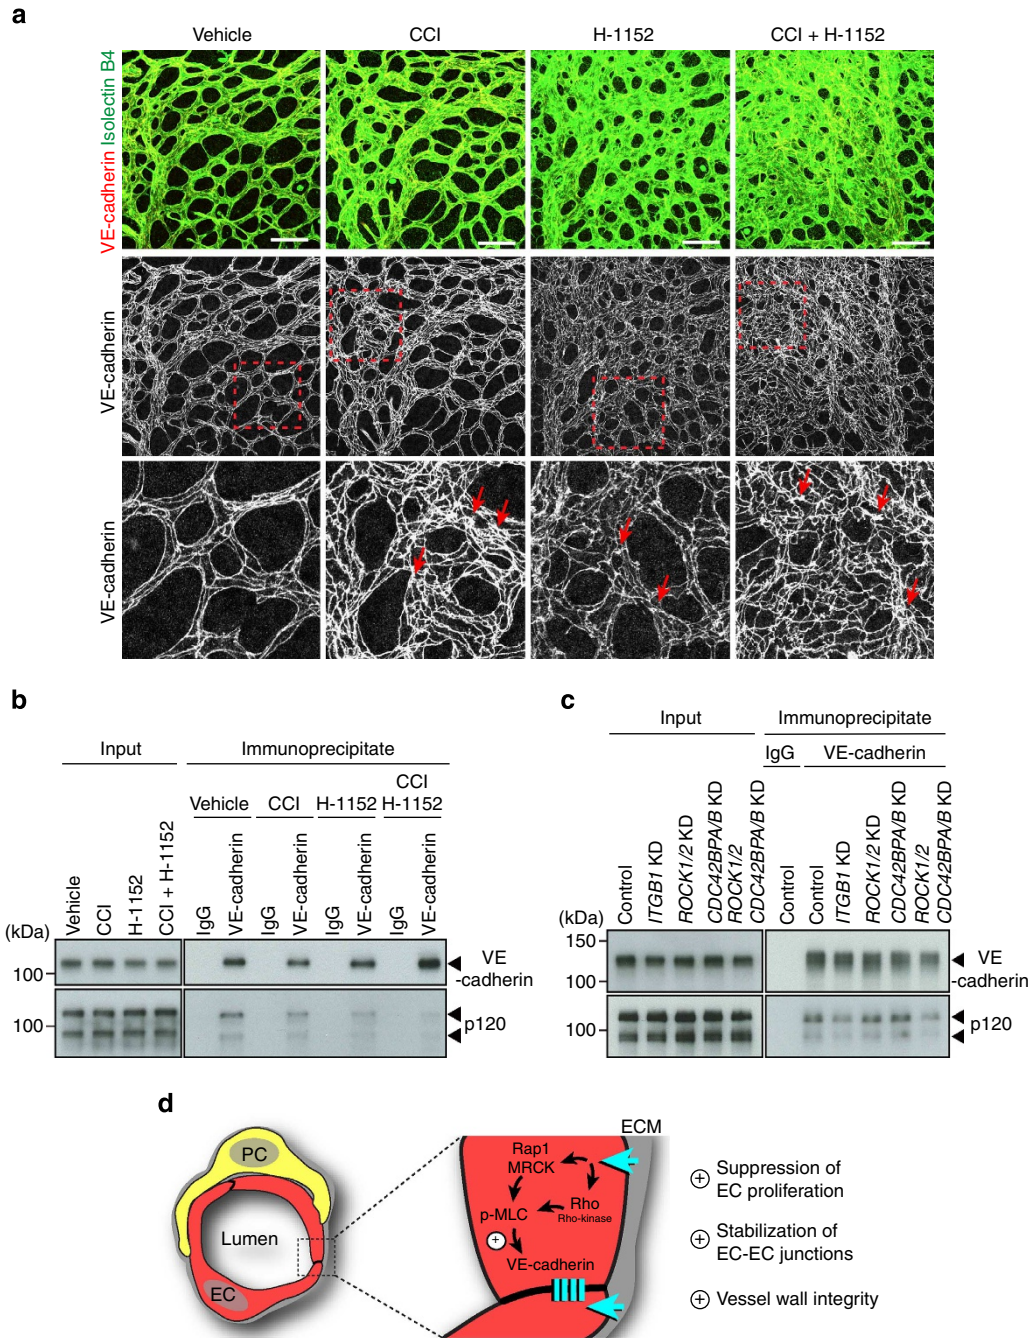 a
Vehicle
CCI
H-1152
CCI + H-1152
VE-cadherin Isolectin B4
VE-cadherin
VE-cadherin
b
Input
Immunoprecipitate
Vehicle
CCI
H-1152
CCI
H-1152
Vehicle
CCI
H-1152
CCI + H-1152
IgG
VE-cadherin
IgG
VE-cadherin
IgG
VE-cadherin
IgG
VE-cadherin
(kDa)
100
VE
-cadherin
100
p120
c
Input
Immunoprecipitate
IgG
VE-cadherin
Control
ITGB1 KD
ROCK1/2 KD
CDC42BPA/B KD
ROCK1/2
CDC42BPA/B KD
Control
Control
ITGB1 KD
ROCK1/2 KD
CDC42BPA/B KD
ROCK1/2
CDC42BPA/B KD
(kDa)
150
100
VE
-cadherin
100
p120
d
PC
Lumen
EC
ECM
Rap1
MRCK
Rho
Rho-kinase
p-MLC
+
VE-cadherin
+ Suppression of
EC proliferation
+ Stabilization of
EC-EC junctions
+ Vessel wall integrity